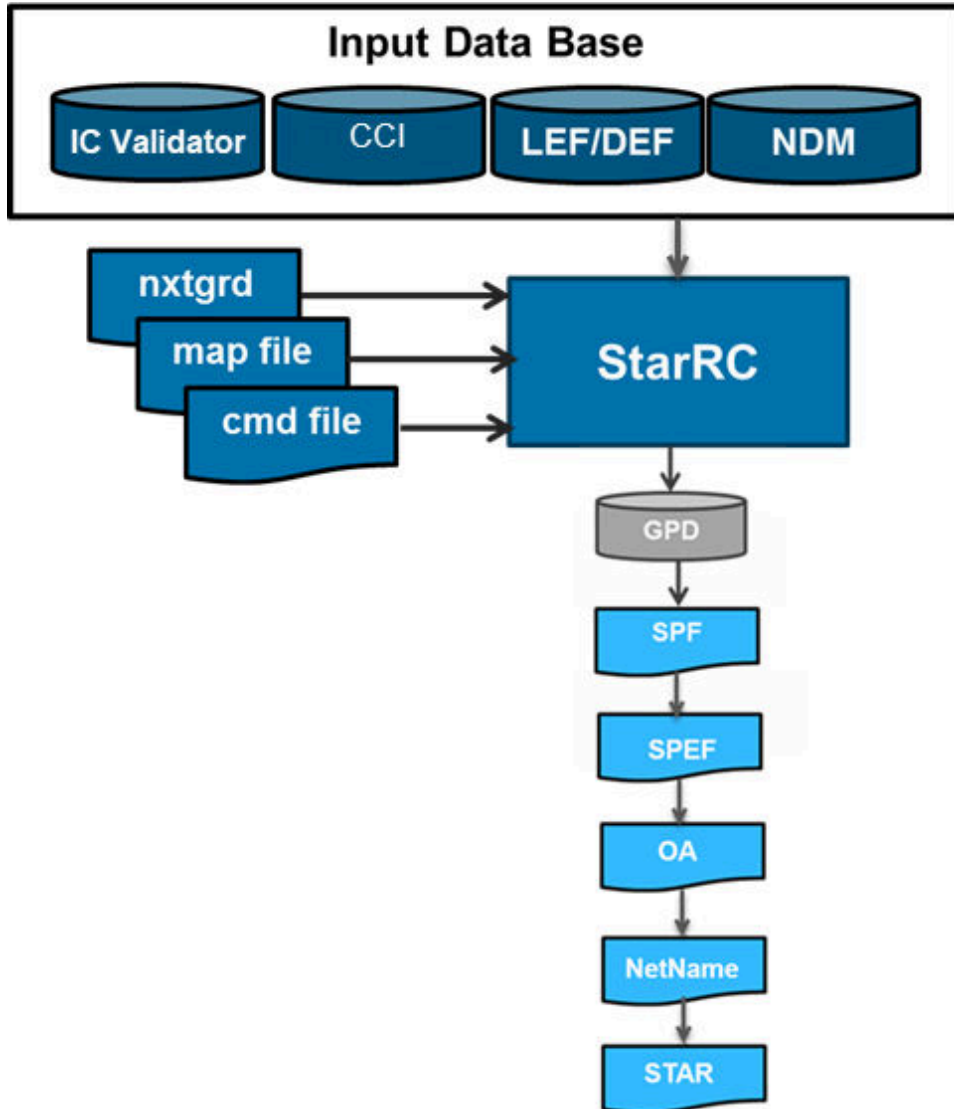 Input Data Base
IC Validator
CCI
LEF/DEF
NDM
nxtgrd
map file
cmd file
StarRC
GPD
SPF
SPEF
OA
NetName
STAR